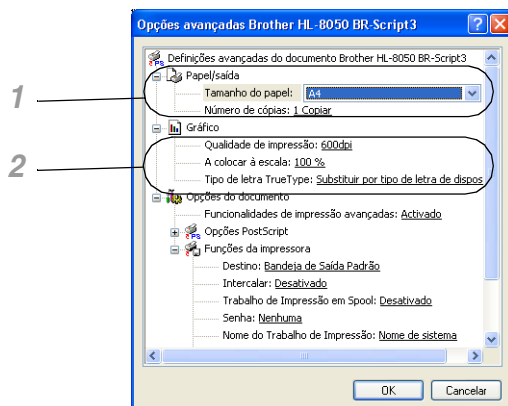 Opções avançadas Brother HL-8050 BR-Script3
Definições avançadas do documento Brother HL-8050 BR-Script3
Papel/saída
Tamanho do papel: A4
Número de cópias: 1 Copiar
Gráfico
Qualidade de impressão: 600dpi
A colocar à escala: 100 %
Tipo de letra TrueType: Substituir por tipo de letra de dispos
Opções do documento
Funcionalidades de impressão avançadas: Activado
Opções PostScript
Funções da impressora
Destino: Bandeja de Saída Padrão
Intercalar: Desativado
Trabalho de Impressão em Spool: Desativado
Senha: Nenhuma
Nome do Trabalho de Impressão: Nome de sistema
OK Cancelar
1
2